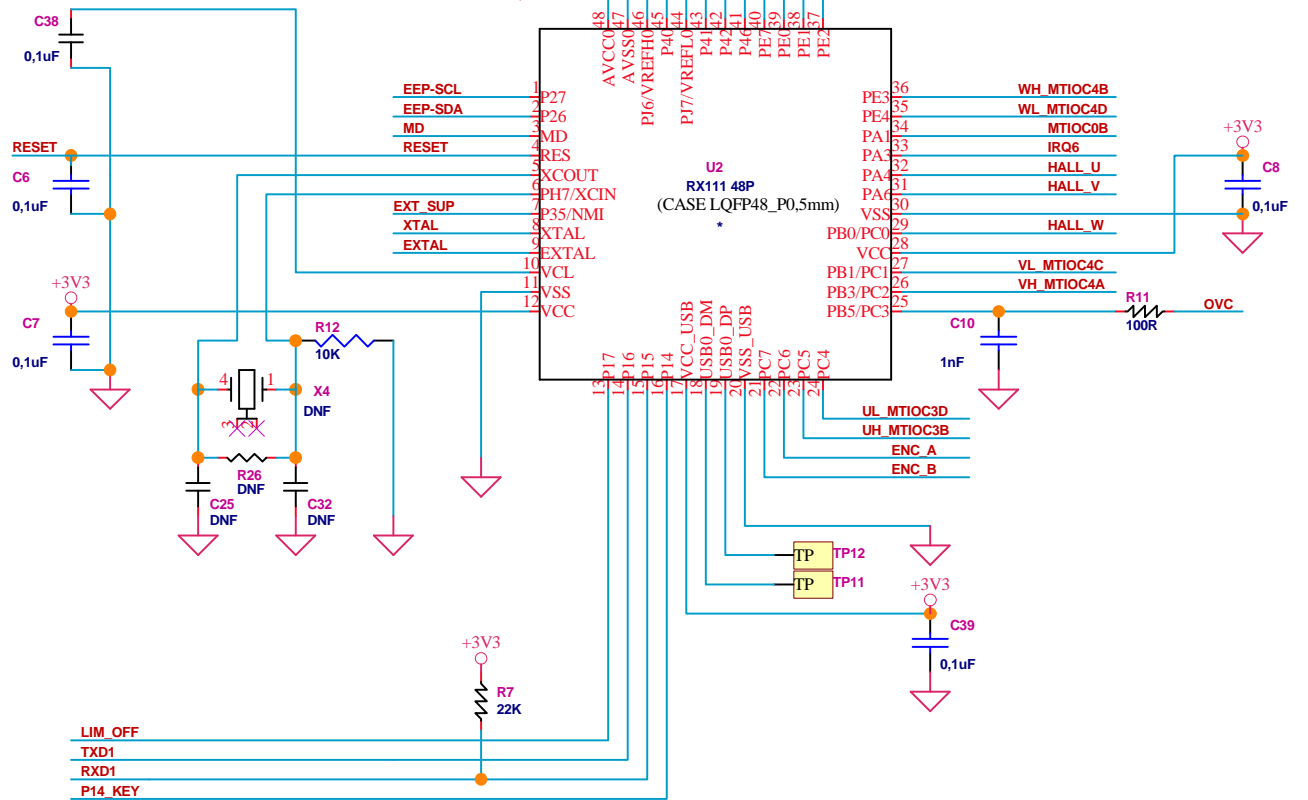 C38
0,1uF
48
47
46
45
44
43
42
41
40
39
38
37
AVCC0
AVSS0
PJ6/VREFH0
P40
PJ7/VREFL0
P41
P42
P46
PE7
PE0
PE1
PE2
EEP-SCL
1
P27
EEP-SDA
2
P26
MD
3
MD
RESET
RESET
4
RES
5
XCOUT
6
PH7/XCIN
EXT_SUP
7
P35/NMI
XTAL
8
XTAL
EXTAL
9
EXTAL
10
VCL
11
VSS
12
VCC
C6
0,1uF
+3V3
C7
0,1uF
U2
RX111 48P
(CASE LQFP48_P0,5mm)
*
PE3
36
WH_MTIOC4B
PE4
35
WL_MTIOC4D
PA1
34
MTIOC0B
PA3
33
IRQ6
PA4
32
HALL_U
PA6
31
HALL_V
VSS
30
PB0/PC0
29
HALL_W
VCC
28
PB1/PC1
27
VL_MTIOC4C
PB3/PC2
26
VH_MTIOC4A
PB5/PC3
25
+3V3
C8
0,1uF
R11
100R
OVC
C10
1nF
R12
10K
4
1
X4
DNF
3
2
R26
DNF
C25
DNF
C32
DNF
P17
P16
P15
P14
VCC_USB
USB0_DM
USB0_DP
VSS_USB
PC7
PC6
PC5
PC4
13
14
15
16
17
18
19
20
21
22
23
24
UL_MTIOC3D
UH_MTIOC3B
ENC_A
ENC_B
TP
TP12
TP
TP11
+3V3
C39
0,1uF
+3V3
R7
22K
LIM_OFF
TXD1
RXD1
P14_KEY